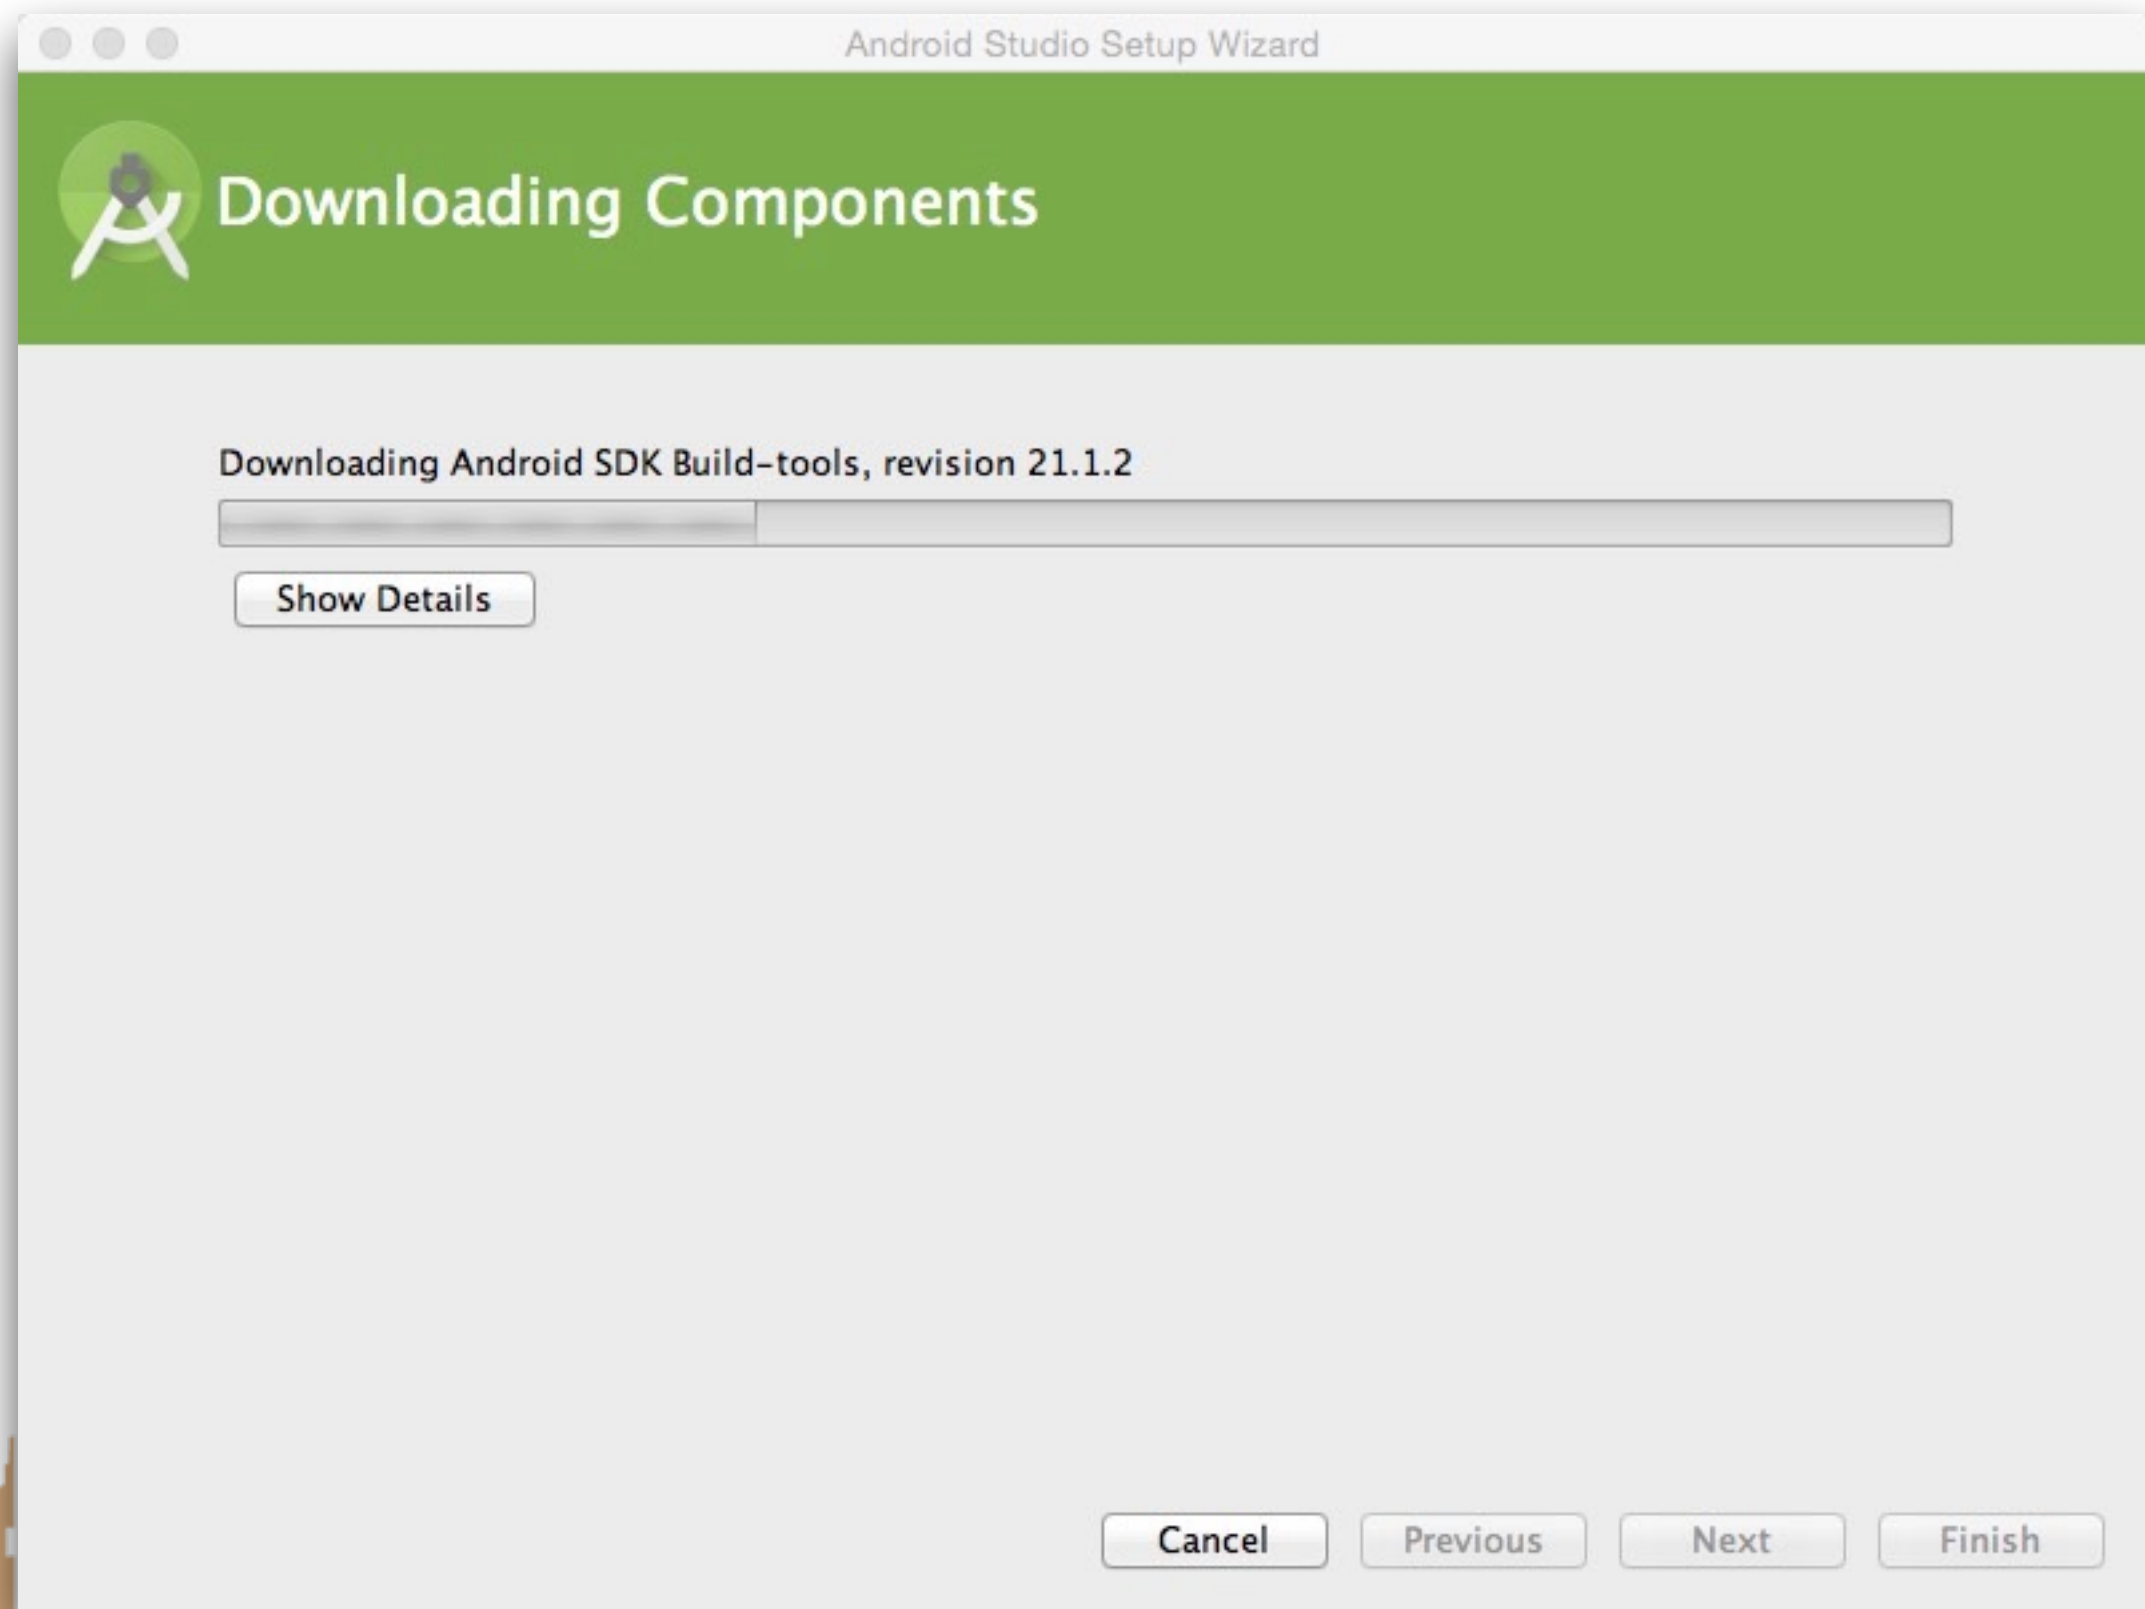 Android Studio Setup Wizard
Downloading Components
Downloading Android SDK Build-tools, revision 21.1.2
Show Details
Cancel Previous Next Finish